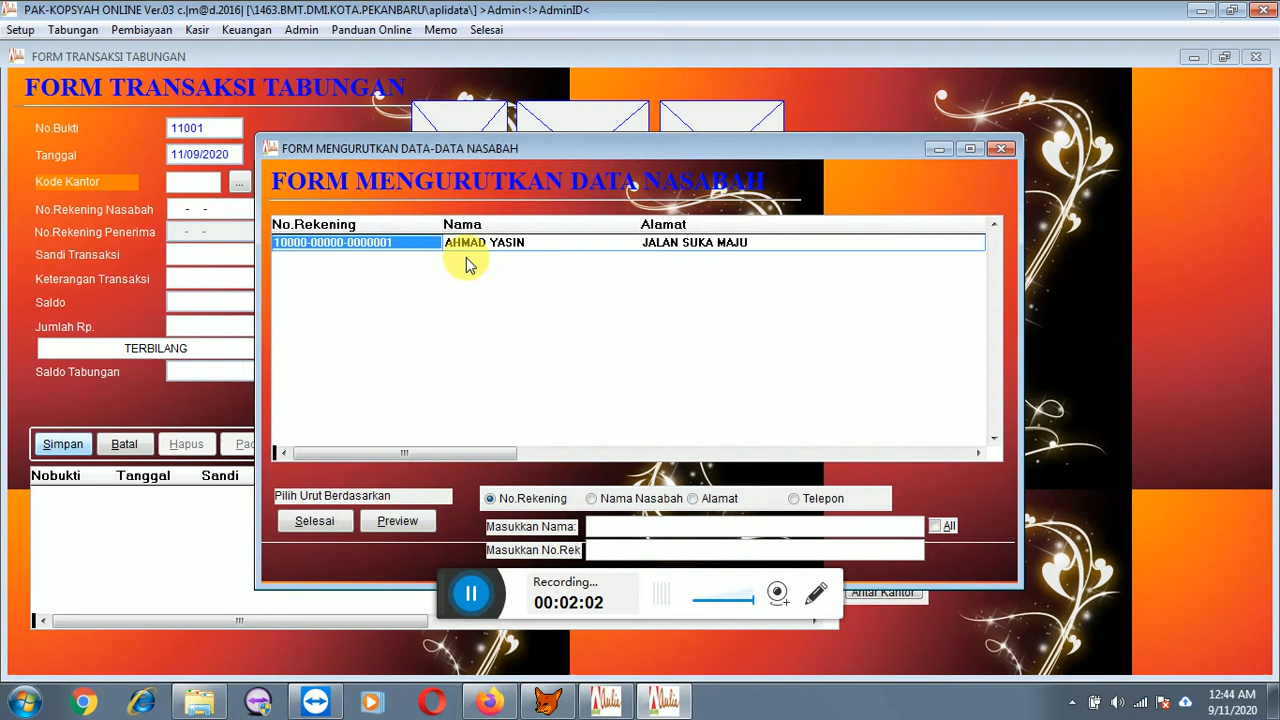 PAK-KOPSYAH ONLINE Ver.03 c.|m@d.2016| [\1463.BMT.DMI.KOTA.PEKANBARU\aplidata\] >Admin<!>AdminID<
Setup Tabungan Pembiayaan Kasir Keuangan Admin Panduan Online Memo Selesai
FORM TRANSAKSI TABUNGAN
FORM TRANSAKSI TABUNGAN
No.Bukti 11001
Tanggal 11/09/2020
Kode Kantor ...
No.Rekening Nasabah - -
No.Rekening Penerima - -
Sandi Transaksi
Keterangan Transaksi
Saldo
Jumlah Rp.
TERBILANG
Saldo Tabungan
Simpan Batal Hapus
Nobukti Tanggal Sandi
FORM MENGURUTKAN DATA-DATA NASABAH
FORM MENGURUTKAN DATA NASABAH
No.Rekening Nama Alamat
10000-00000-0000001 AHMAD YASIN JALAN SUKA MAJU
Pilih Urut Berdasarkan No.Rekening Nama Nasabah Alamat Telepon
Selesai Preview Masukkan Nama: All
Masukkan No.Rek
Recording...
00:02:02
Antar Kantor
12:44 AM
9/11/2020